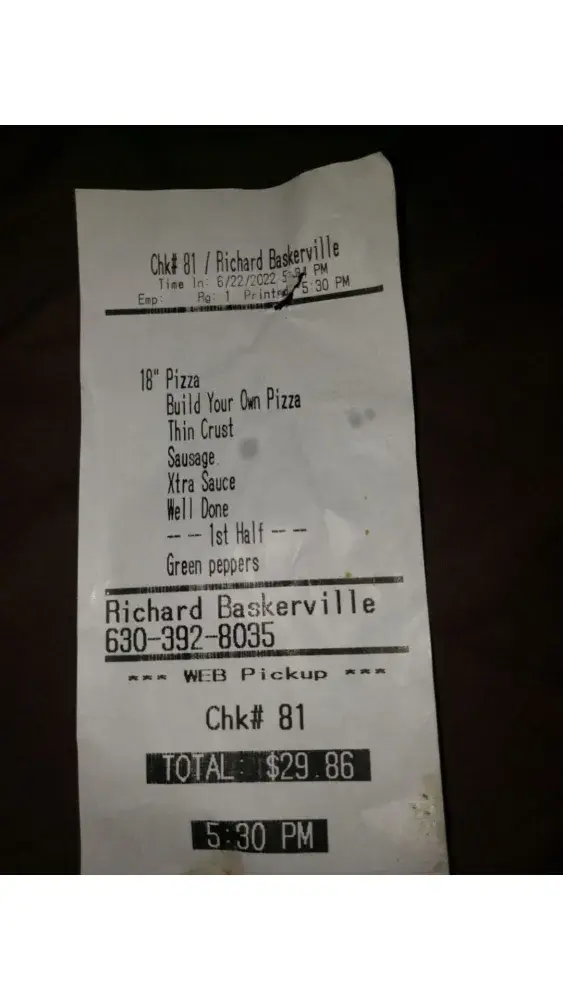 Chk# 81 / Richard Baskerville
Time In: 6/22/2022 PM
Emp: Pg: 1 Printed 5:30 PM
18" Pizza
Build Your Own Pizza
Thin Crust
Sausage
Xtra Sauce
Well Done
-- -- 1st Half -- --
Green peppers
Richard Baskerville
630-392-8035
*** WEB Pickup ***
Chk# 81
TOTAL: $29.86
5:30 PM